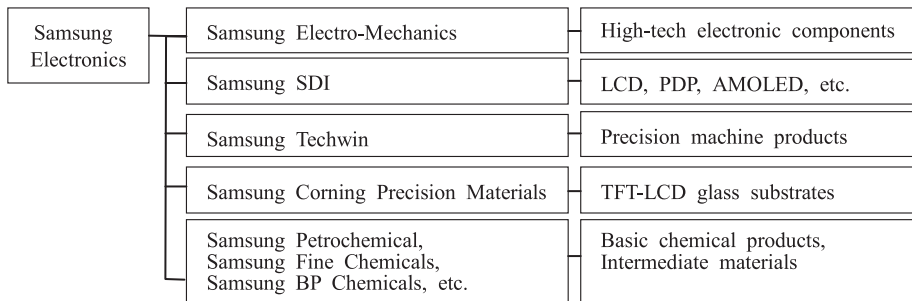 Samsung
Electronics
Samsung Electro-Mechanics
High-tech electronic components
Samsung SDI
LCD, PDP, AMOLED, etc.
Samsung Techwin
Precision machine products
Samsung Corning Precision Materials
TFT-LCD glass substrates
Samsung Petrochemical,
Samsung Fine Chemicals,
Samsung BP Chemicals, etc.
Basic chemical products,
Intermediate materials